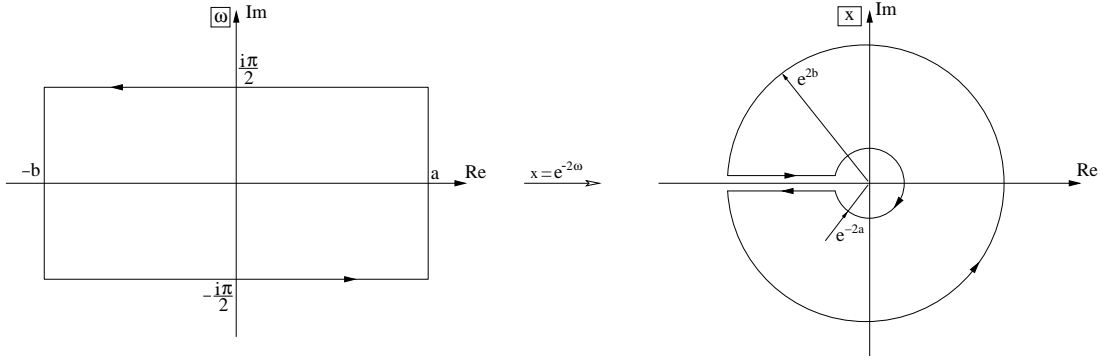 ω Im
iπ/2
−b
a
Re
−iπ/2
x = e^{−2ω}
x Im
e^{2b}
Re
e^{−2a}